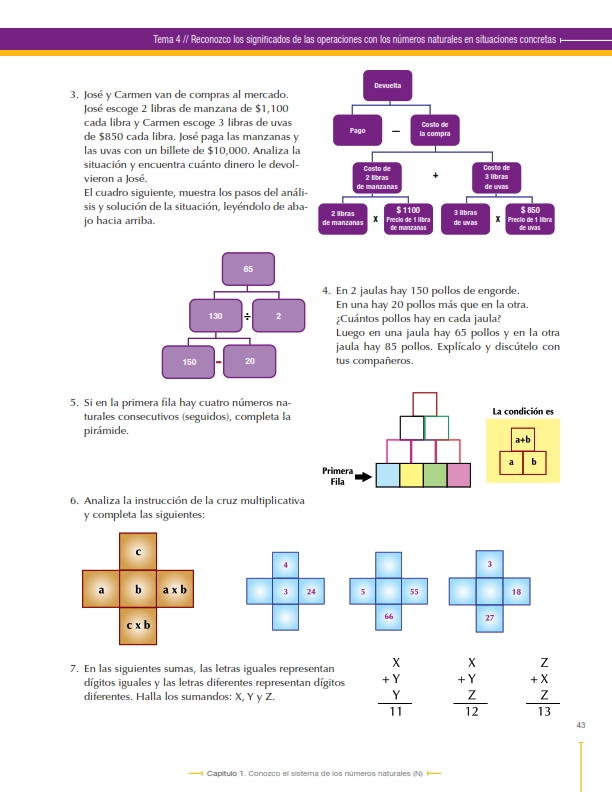 Tema 4 // Reconozco los significados de las operaciones con los números naturales en situaciones concretas
3. José y Carmen van de compras al mercado.
José escoge 2 libras de manzana de $1,100
cada libra y Carmen escoge 3 libras de uvas
de $850 cada libra. José paga las manzanas y
las uvas con un billete de $10,000. Analiza la
situación y encuentra cuánto dinero le devol-
vieron a José.
El cuadro siguiente, muestra los pasos del análi-
sis y solución de la situación, leyéndolo de aba-
jo hacia arriba.
Devuelta
Pago
−
Costo de
la compra
Costo de
2 libras
de manzanas
+
Costo de
3 libras
de uvas
2 libras
de manzanas
x
$ 1100
Precio de 1 libra
de manzanas
3 libras
de uvas
x
$ 850
Precio de 1 libra
de uvas
65
130 ÷ 2
150 - 20
4. En 2 jaulas hay 150 pollos de engorde.
En una hay 20 pollos más que en la otra.
¿Cuántos pollos hay en cada jaula?
Luego en una jaula hay 65 pollos y en la otra
jaula hay 85 pollos. Explícalo y discútelo con
tus compañeros.
5. Si en la primera fila hay cuatro números na-
turales consecutivos (seguidos), completa la
pirámide.
Primera
Fila
La condición es
a+b
a b
6. Analiza la instrucción de la cruz multiplicativa
y completa las siguientes:
c
a b a x b
c x b
4
3 24
5 55
66
3
18
27
7. En las siguientes sumas, las letras iguales representan
dígitos iguales y las letras diferentes representan dígitos
diferentes. Halla los sumandos: X, Y y Z.
X
+ Y
Y
11
X
+ Y
Z
12
Z
+ X
Z
13
43
Capítulo 1. Conozco el sistema de los números naturales (N)